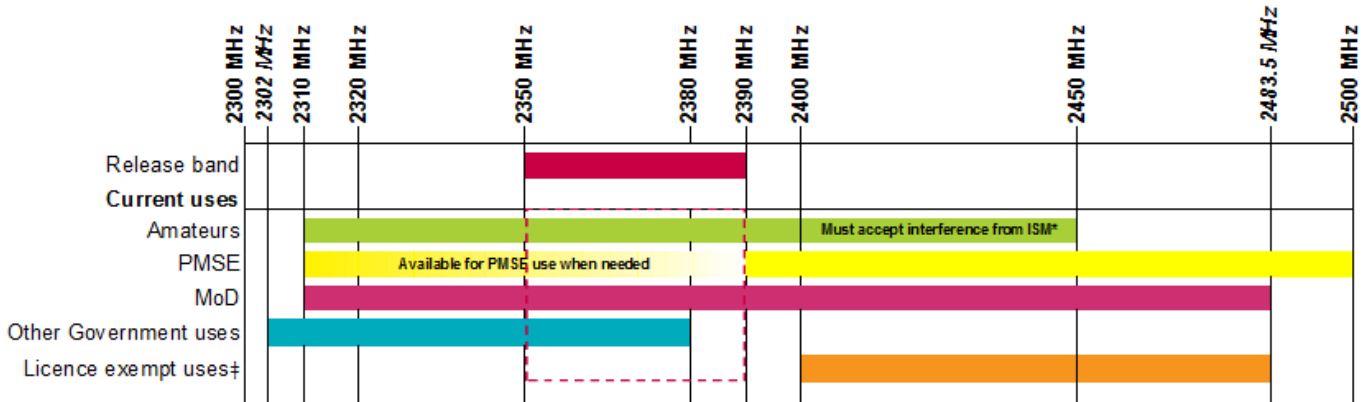 2300 MHz
2302 MHz
2310 MHz
2320 MHz
2350 MHz
2380 MHz
2390 MHz
2400 MHz
2450 MHz
2483.5 MHz
2500 MHz
Release band
Current uses
Amateurs
Must accept interference from ISM*
PMSE
Available for PMSE use when needed
MoD
Other Government uses
Licence exempt uses‡